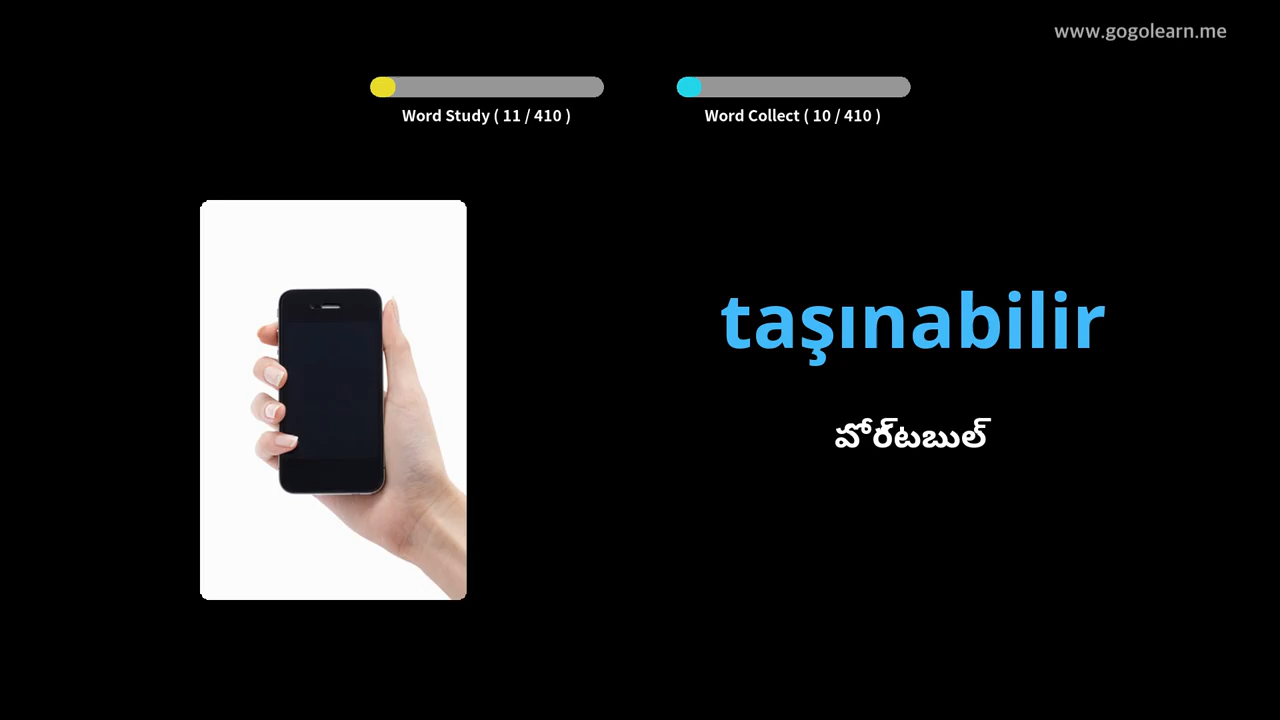 www.gogolearn.me
Word Study ( 11 / 410 )
Word Collect ( 10 / 410 )
taşınabilir
పోర్‌టబుల్